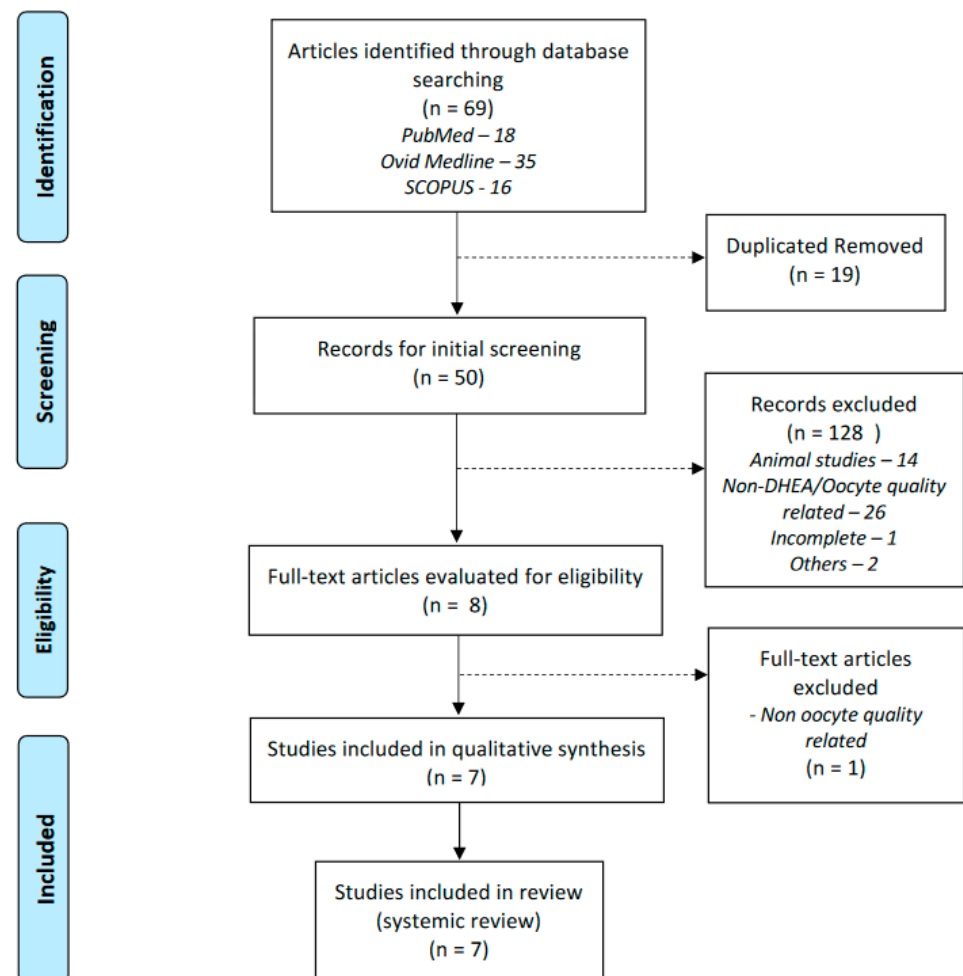 Identification
Articles identified through database
searching
(n = 69)
PubMed – 18
Ovid Medline – 35
SCOPUS - 16
Duplicated Removed
(n = 19)
Screening
Records for initial screening
(n = 50)
Records excluded
(n = 128 )
Animal studies – 14
Non-DHEA/Oocyte quality
related – 26
Incomplete – 1
Others – 2
Eligibility
Full-text articles evaluated for eligibility
(n = 8)
Full-text articles
excluded
- Non oocyte quality
related
(n = 1)
Included
Studies included in qualitative synthesis
(n = 7)
Studies included in review
(systemic review)
(n = 7)